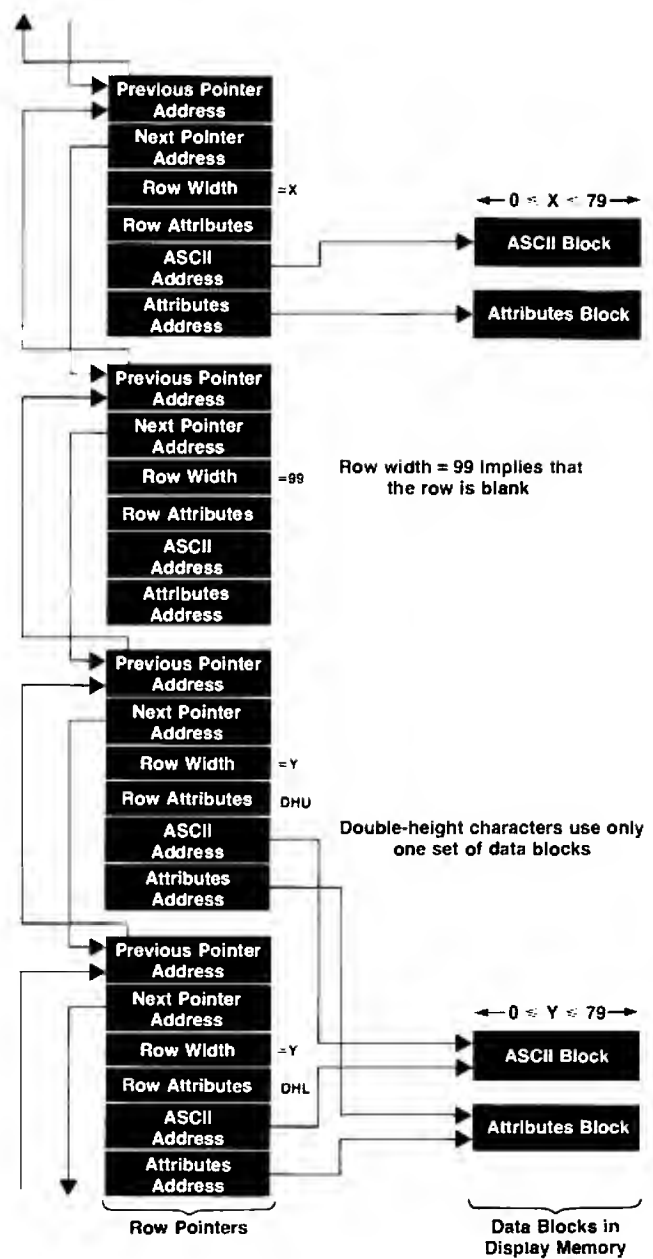 Previous Pointer
Address
Next Pointer
Address
Row Width
=X
Row Attributes
ASCII
Address
Attributes
Address
0 ≤ X ≤ 79
ASCII Block
Attributes Block
Previous Pointer
Address
Next Pointer
Address
Row Width
=99
Row Attributes
ASCII
Address
Attributes
Address
Row width = 99 Implies that
the row is blank
Previous Pointer
Address
Next Pointer
Address
Row Width
=Y
Row Attributes
DHU
ASCII
Address
Attributes
Address
Double-height characters use only
one set of data blocks
Previous Pointer
Address
Next Pointer
Address
Row Width
=Y
Row Attributes
DHL
ASCII
Address
Attributes
Address
0 ≤ Y ≤ 79
ASCII Block
Attributes Block
Row Pointers
Data Blocks in
Display Memory